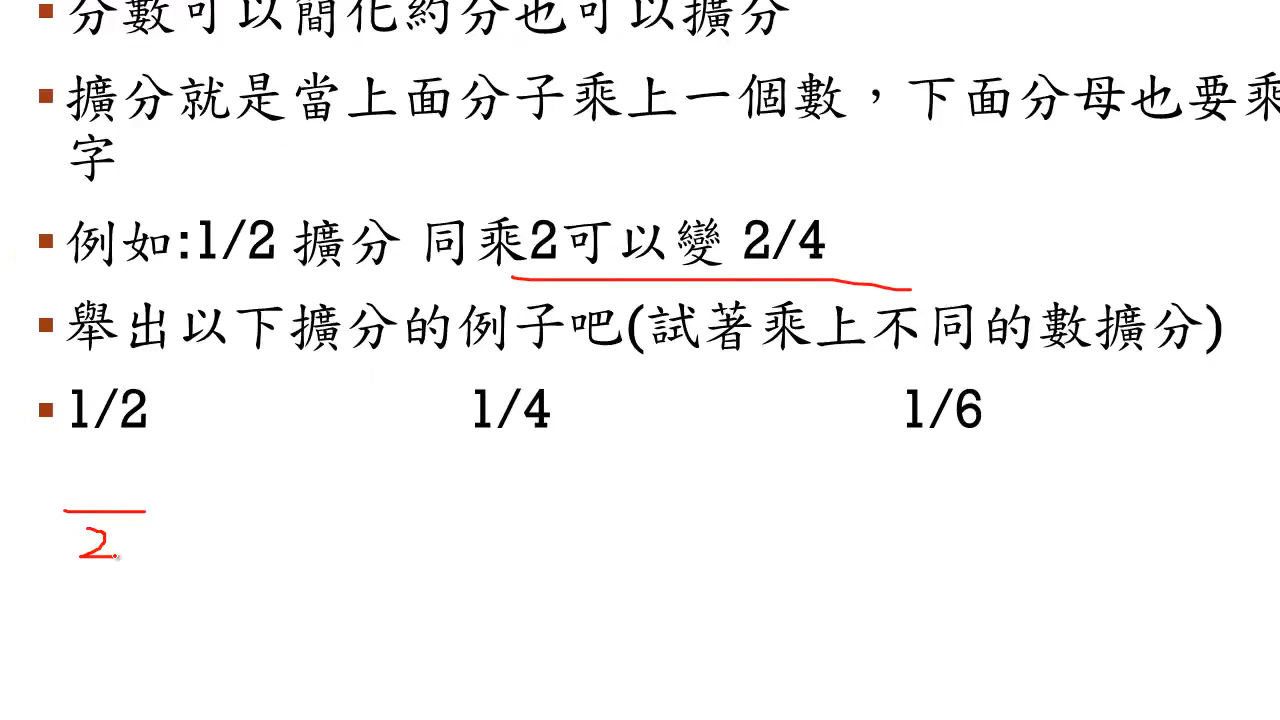 分數可以簡化約分也可以擴分
擴分就是當上面分子乘上一個數，下面分母也要乘
字
例如:1/2 擴分 同乘2可以變 2/4
舉出以下擴分的例子吧(試著乘上不同的數擴分)
1/2 1/4 1/6
2